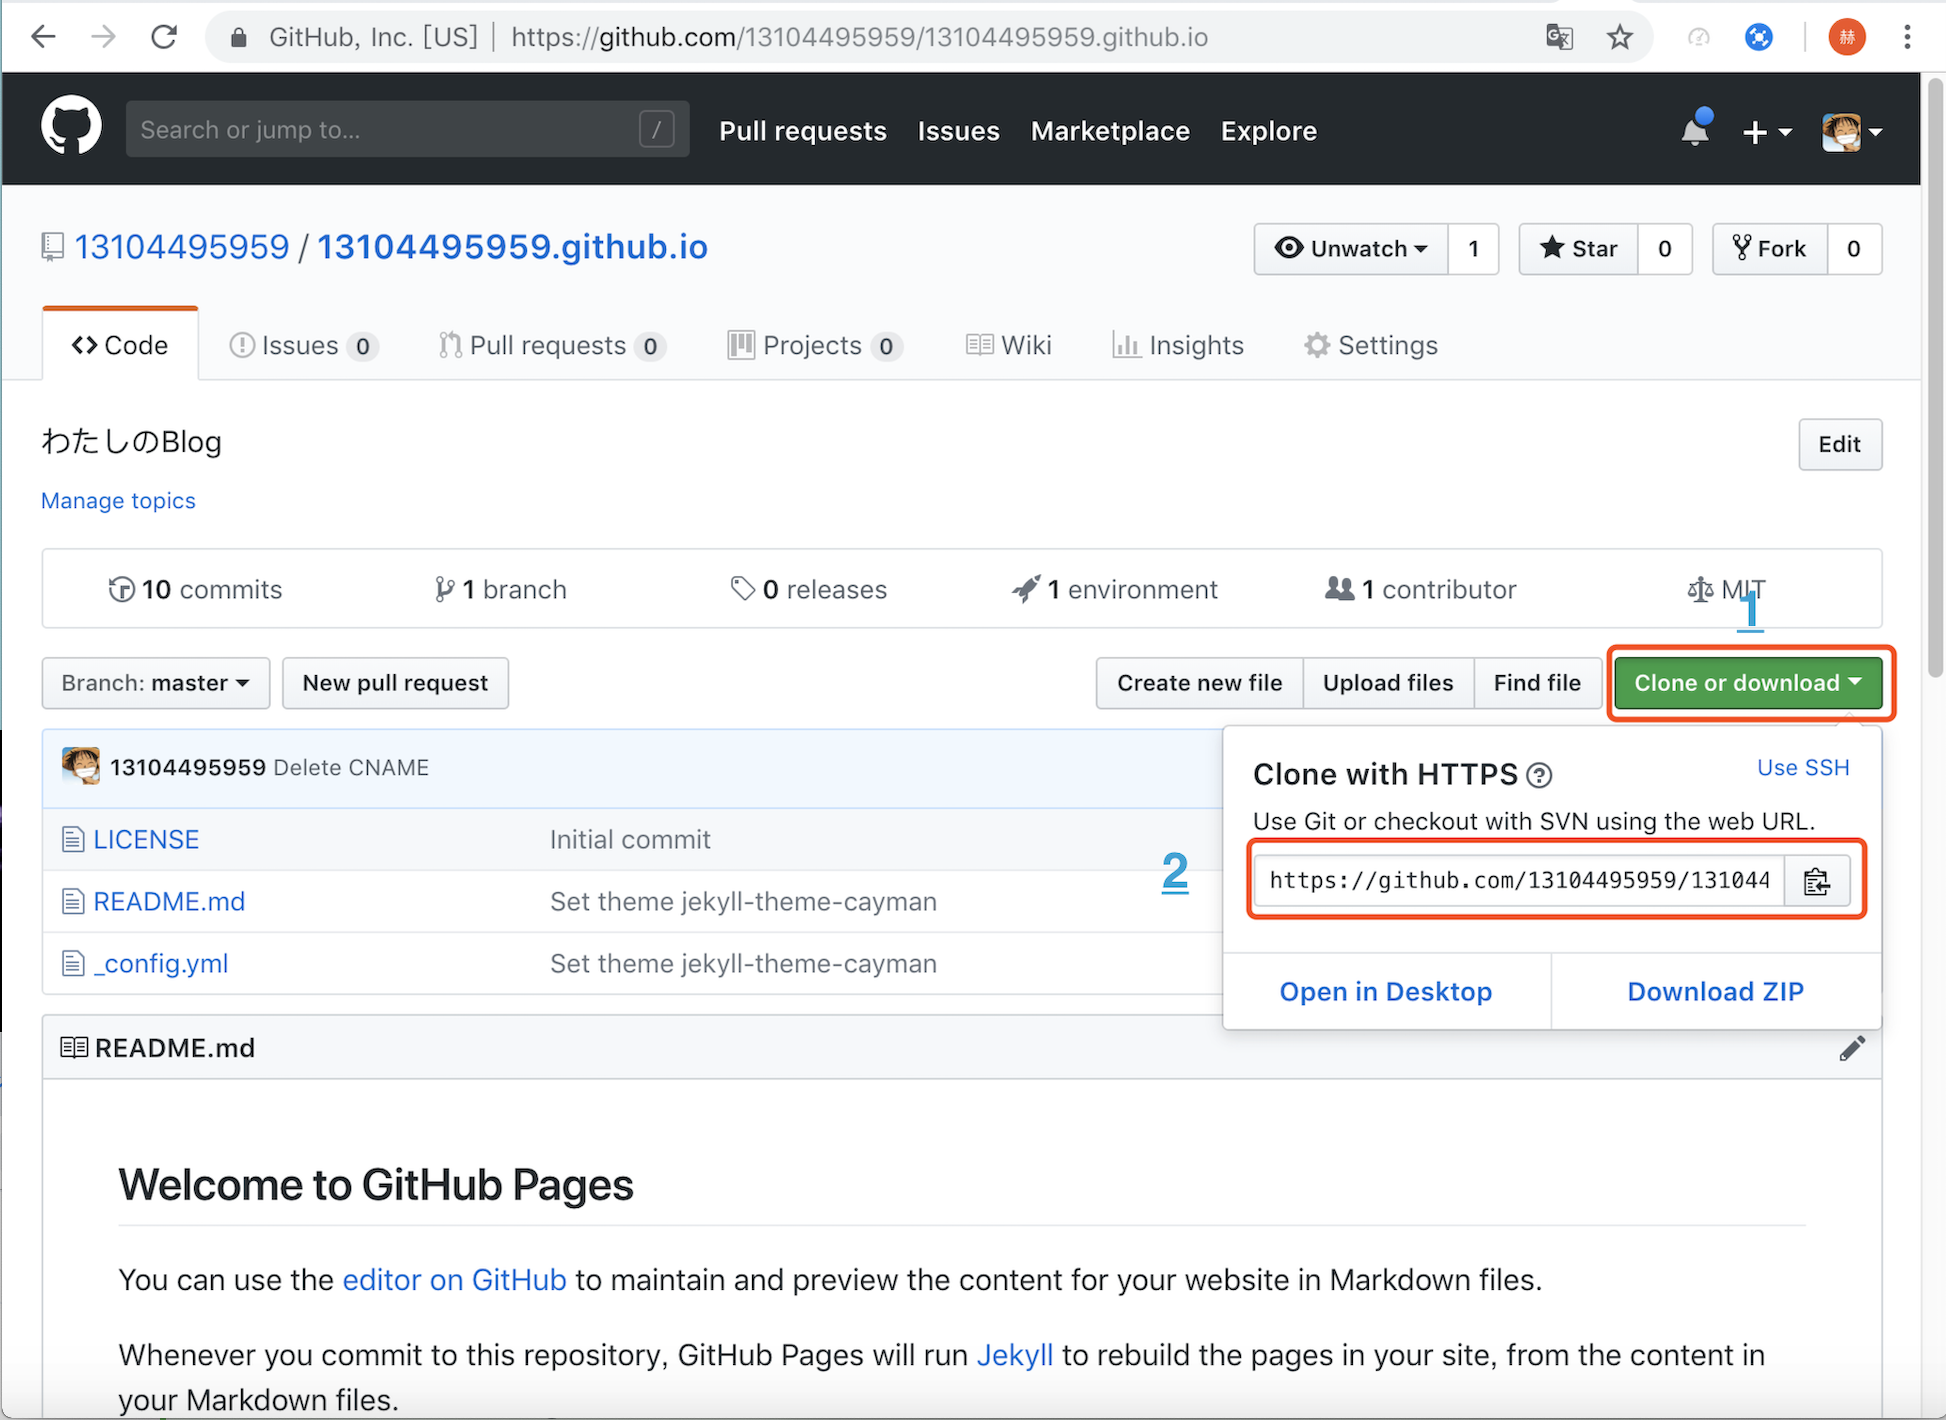 GitHub, Inc. [US] | https://github.com/13104495959/13104495959.github.io 赫
Search or jump to... / Pull requests Issues Marketplace Explore
13104495959 / 13104495959.github.io Unwatch 1 Star 0 Fork 0
Code Issues 0 Pull requests 0 Projects 0 Wiki Insights Settings
わたしのBlog Edit
Manage topics
10 commits 1 branch 0 releases 1 environment 1 contributor MIT
1
Branch: master New pull request Create new file Upload files Find file Clone or download
13104495959 Delete CNAME
Clone with HTTPS Use SSH
Use Git or checkout with SVN using the web URL.
LICENSE Initial commit
2 https://github.com/13104495959/131044
README.md Set theme jekyll-theme-cayman
_config.yml Set theme jekyll-theme-cayman
Open in Desktop Download ZIP
README.md
Welcome to GitHub Pages
You can use the editor on GitHub to maintain and preview the content for your website in Markdown files.
Whenever you commit to this repository, GitHub Pages will run Jekyll to rebuild the pages in your site, from the content in
your Markdown files.